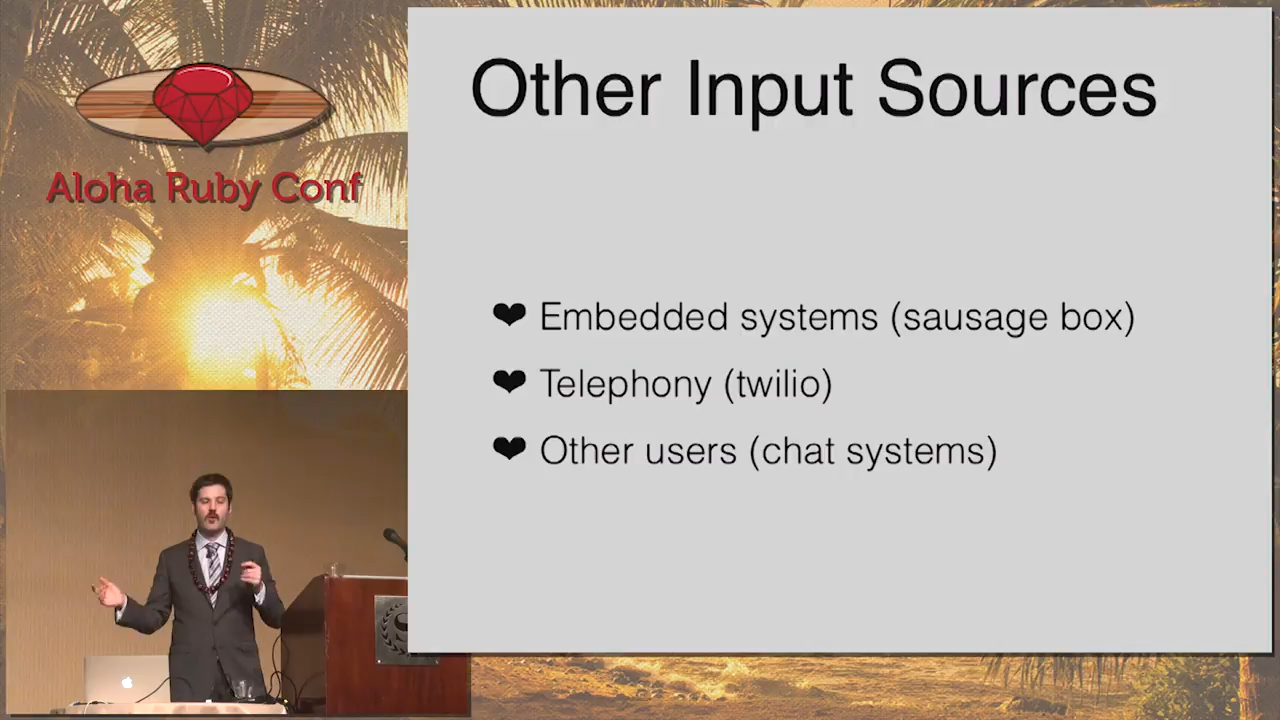 Aloha Ruby Conf
Other Input Sources
❤ Embedded systems (sausage box)
❤ Telephony (twilio)
❤ Other users (chat systems)